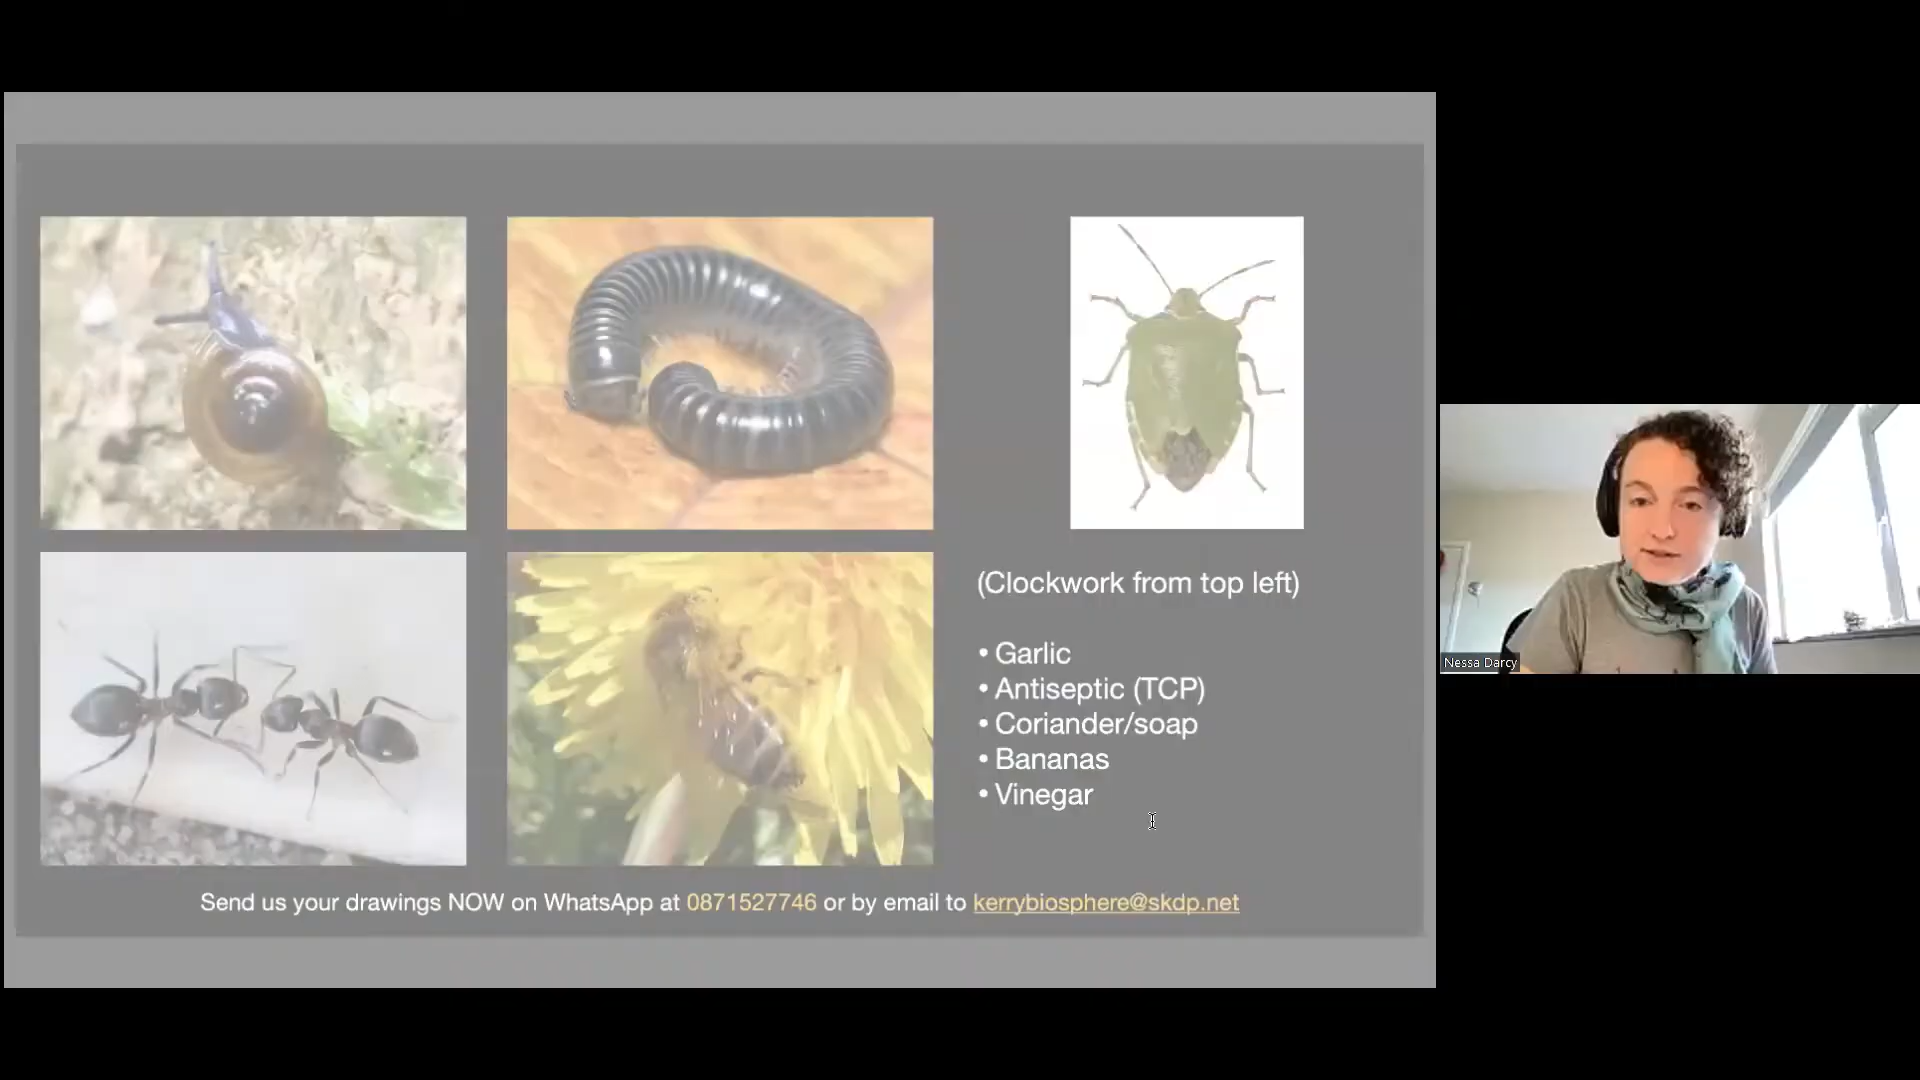 (Clockwork from top left)
• Garlic
• Antiseptic (TCP)
• Coriander/soap
• Bananas
• Vinegar
Send us your drawings NOW on WhatsApp at 0871527746 or by email to kerrybiosphere@skdp.net
Nessa Darcy